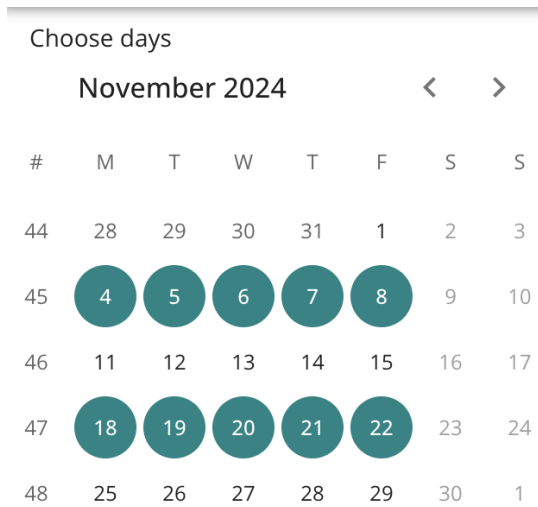 Choose days
November 2024
# M T W T F S S
44 28 29 30 31 1 2 3
45 4 5 6 7 8 9 10
46 11 12 13 14 15 16 17
47 18 19 20 21 22 23 24
48 25 26 27 28 29 30 1